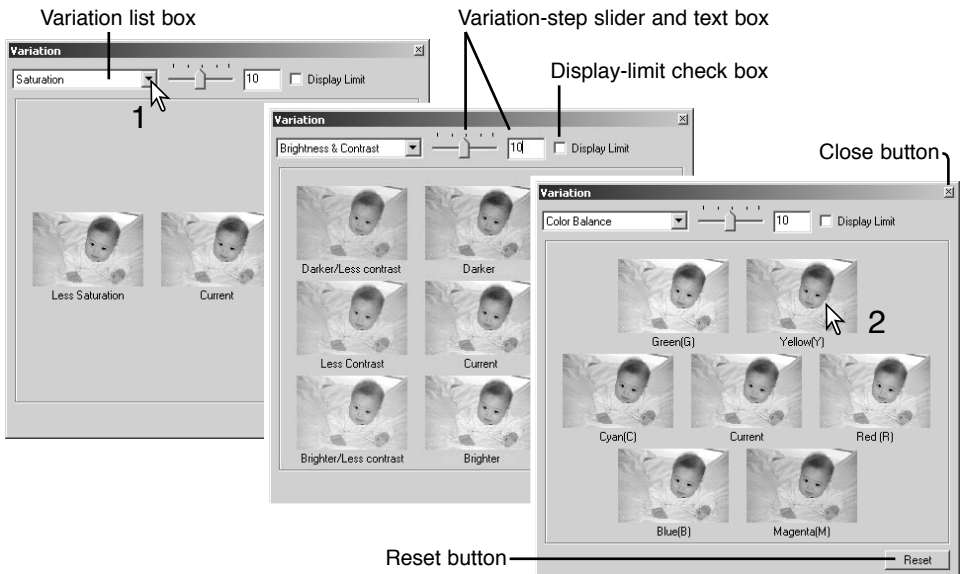 Variation list box
Variation-step slider and text box
Display-limit check box
Close button
Variation
Saturation
10
Display Limit
1
Less Saturation
Current
Variation
Brightness & Contrast
10
Display Limit
Darker/Less contrast
Darker
Less Contrast
Current
Brighter/Less contrast
Brighter
Variation
Color Balance
10
Display Limit
Green(G)
Yellow(Y)
2
Cyan(C)
Current
Red (R)
Blue(B)
Magenta(M)
Reset button
Reset